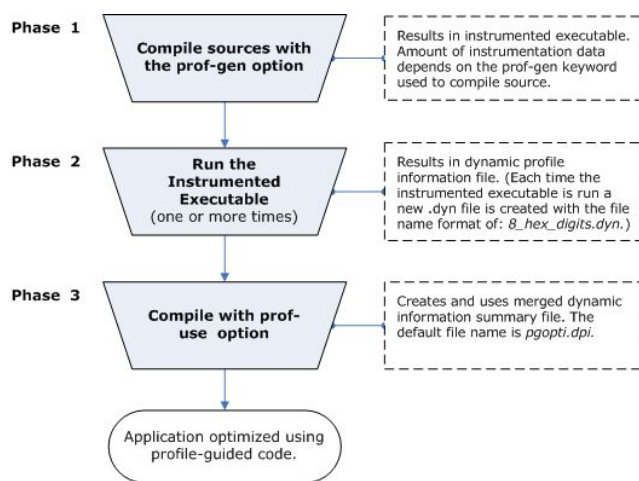 Phase 1
Compile sources with
the prof-gen option
Results in instrumented executable.
Amount of instrumentation data
depends on the prof-gen keyword
used to compile source.
Phase 2
Run the
Instrumented
Executable
(one or more times)
Results in dynamic profile
information file. (Each time the
instrumented executable is run a
new .dyn file is created with the file
name format of: 8_hex_digits.dyn.)
Phase 3
Compile with prof-
use option
Creates and uses merged dynamic
information summary file. The
default file name is pgopti.dpi.
Application optimized using
profile-guided code.